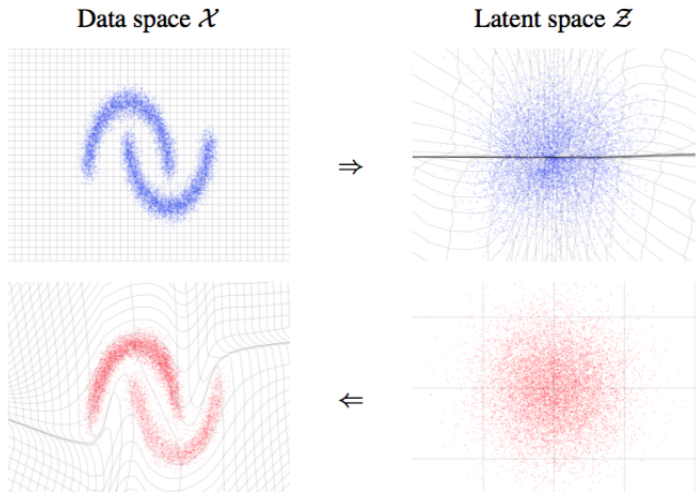 Data space 𝒳
Latent space 𝒵
⇒
⇐